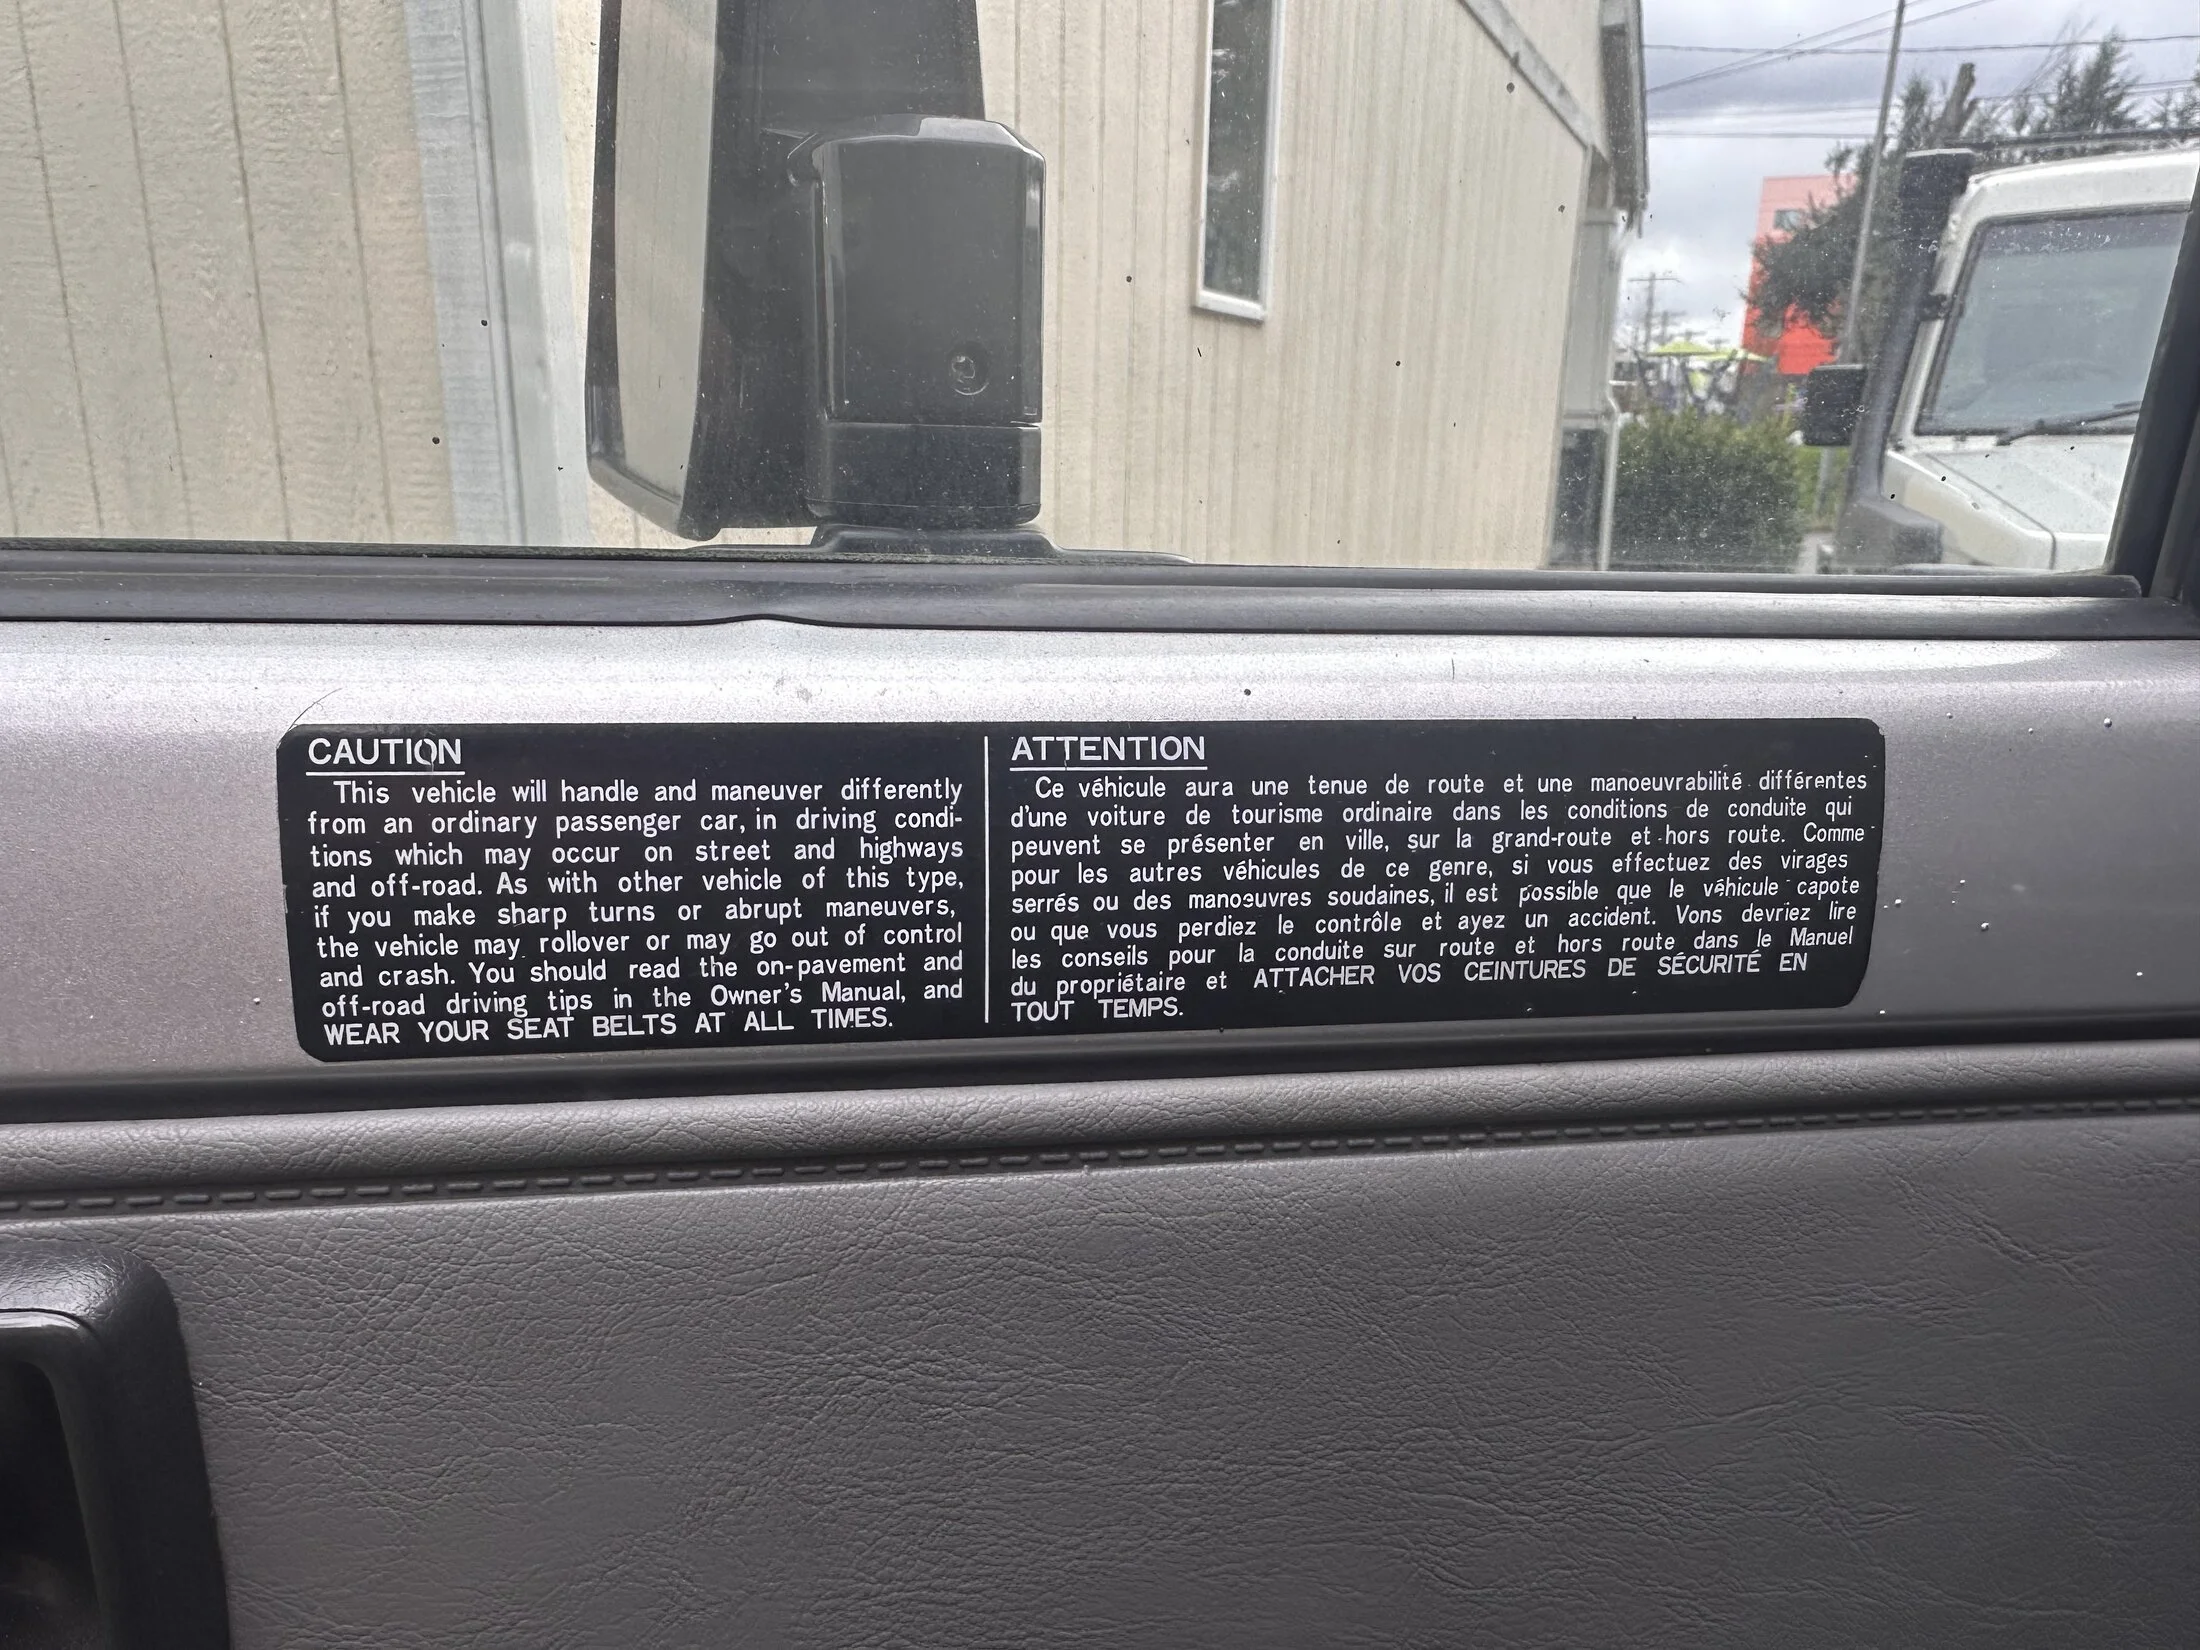 CAUTION
This vehicle will handle and maneuver differently
from an ordinary passenger car, in driving condi-
tions which may occur on street and highways
and off-road. As with other vehicle of this type,
if you make sharp turns or abrupt maneuvers,
the vehicle may rollover or may go out of control
and crash. You should read the on-pavement and
off-road driving tips in the Owner's Manual, and
WEAR YOUR SEAT BELTS AT ALL TIMES.
ATTENTION
Ce véhicule aura une tenue de route et une manoeuvrabilité différentes
d'une voiture de tourisme ordinaire dans les conditions de conduite qui
peuvent se présenter en ville, sur la grand-route et hors route. Comme
pour les autres véhicules de ce genre, si vous effectuez des virages
serrés ou des manoeuvres soudaines, il est possible que le véhicule capote
ou que vous perdiez le contrôle et ayez un accident. Vons devriez lire
les conseils pour la conduite sur route et hors route dans le Manuel
du propriétaire et ATTACHER VOS CEINTURES DE SÉCURITÉ EN
TOUT TEMPS.